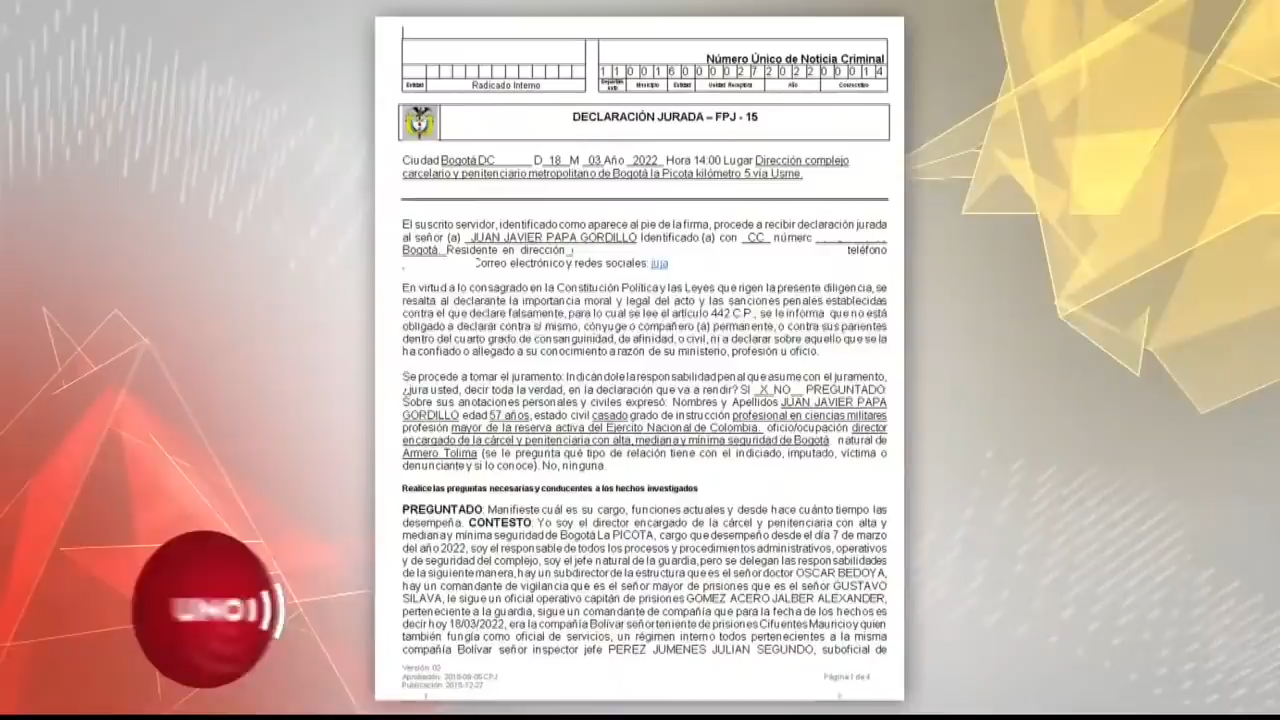 Número Único de Noticia Criminal
1 1 0 0 1 6 0 0 0 0 0 2 7 2 0 2 2 0 0 0 1 4
Entidad Radicado Interno Municipio Entidad Unidad Receptora Año Consecutivo
DECLARACIÓN JURADA – FPJ - 15
Ciudad Bogotá DC D 18 M 03 Año 2022 Hora 14:00 Lugar Dirección complejo
carcelario y penitenciario metropolitano de Bogotá la Picota kilómetro 5 vía Usme.
El suscrito servidor, identificado como aparece al pie de la firma, procede a recibir declaración jurada
al señor (a) JUAN JAVIER PAPA GORDILLO Identificado (a) con CC númerc
Bogotá. Residente en dirección teléfono
Correo electrónico y redes sociales: juja
En virtud a lo consagrado en la Constitución Política y las Leyes que rigen la presente diligencia, se
resalta al declarante la importancia moral y legal del acto y las sanciones penales establecidas
contra el que declare falsamente, para lo cual se lee el artículo 442 C.P., se le informa que no está
obligado a declarar contra sí mismo, cónyuge o compañero (a) permanente, o contra sus parientes
dentro del cuarto grado de consanguinidad, de afinidad, o civil, ni a declarar sobre aquello que se la
ha confiado o allegado a su conocimiento a razón de su ministerio, profesión u oficio.
Se procede a tomar el juramento: Indicándole la responsabilidad penal que asume con el juramento,
¿jura usted, decir toda la verdad, en la declaración que va a rendir? SI X NO PREGUNTADO:
Sobre sus anotaciones personales y civiles expresó: Nombres y Apellidos JUAN JAVIER PAPA
GORDILLO edad 57 años, estado civil casado grado de instrucción profesional en ciencias militares
profesión mayor de la reserva activa del Ejercito Nacional de Colombia. oficio/ocupación director
encargado de la cárcel y penitenciaria con alta, mediana y mínima seguridad de Bogotá natural de
Armero Tolima (se le pregunta qué tipo de relación tiene con el indiciado, imputado, víctima o
denunciante y si lo conoce). No, ninguna
Realice las preguntas necesarias y conducentes a los hechos investigados
PREGUNTADO: Manifieste cuál es su cargo, funciones actuales y desde hace cuánto tiempo las
desempeña. CONTESTO: Yo soy el director encargado de la cárcel y penitenciaria con alta y
mediana y mínima seguridad de Bogotá La PICOTA, cargo que desempeño desde el día 7 de marzo
del año 2022, soy el responsable de todos los procesos y procedimientos administrativos, operativos
y de seguridad del complejo, soy el jefe natural de la guardia, pero se delegan las responsabilidades
de la siguiente manera, hay un subdirector de la estructura que es el señor doctor OSCAR BEDOYA,
hay un comandante de vigilancia que es el señor mayor de prisiones que es el señor GUSTAVO
SILAVA, le sigue un oficial operativo capitán de prisiones GOMEZ ACERO JALBER ALEXANDER,
perteneciente a la guardia, sigue un comandante de compañía que para la fecha de los hechos es
decir hoy 18/03/2022, era la compañía Bolívar señor teniente de prisiones Cifuentes Mauricio y quien
también fungía como oficial de servicios, un régimen interno todos pertenecientes a la misma
compañía Bolívar señor inspector jefe PEREZ JUMENES JULIAN SEGUNDO, suboficial de
Versión: 02
Aprobación: 2019-09-05 CPJ Página 1 de 4
Publicación: 2019-12-27
UNO